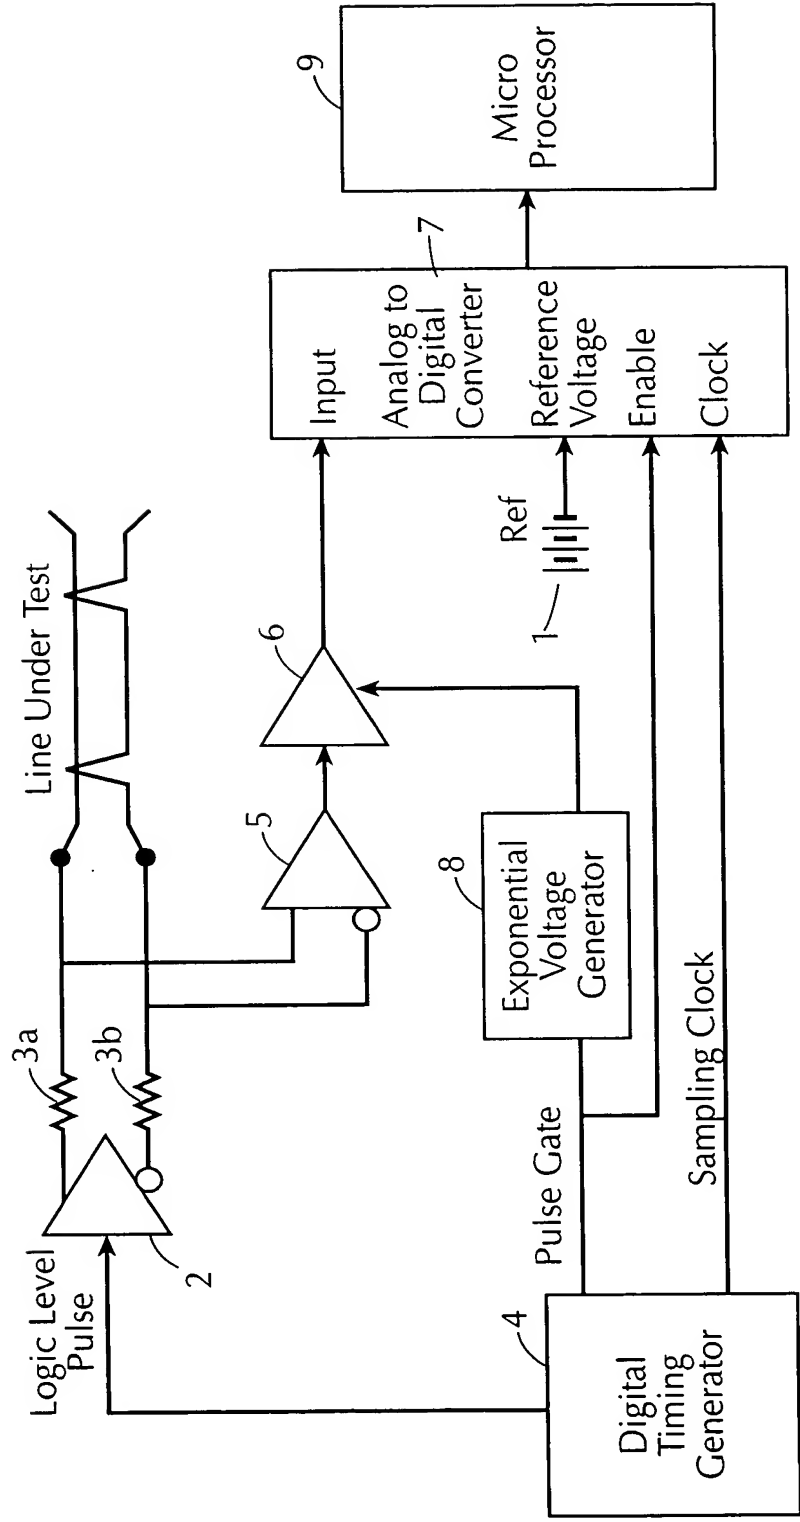 Logic Level
Pulse
2
3a
3b
Line Under Test
5
6
4
Digital
Timing
Generator
Pulse Gate
Sampling Clock
8
Exponential
Voltage
Generator
1
Ref
7
Input
Analog to
Digital
Converter
Reference
Voltage
Enable
Clock
9
Micro
Processor